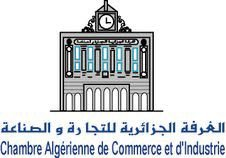 الغرفة الجزائرية للتجارة و الصناعة
Chambre Algérienne de Commerce et d'Industrie